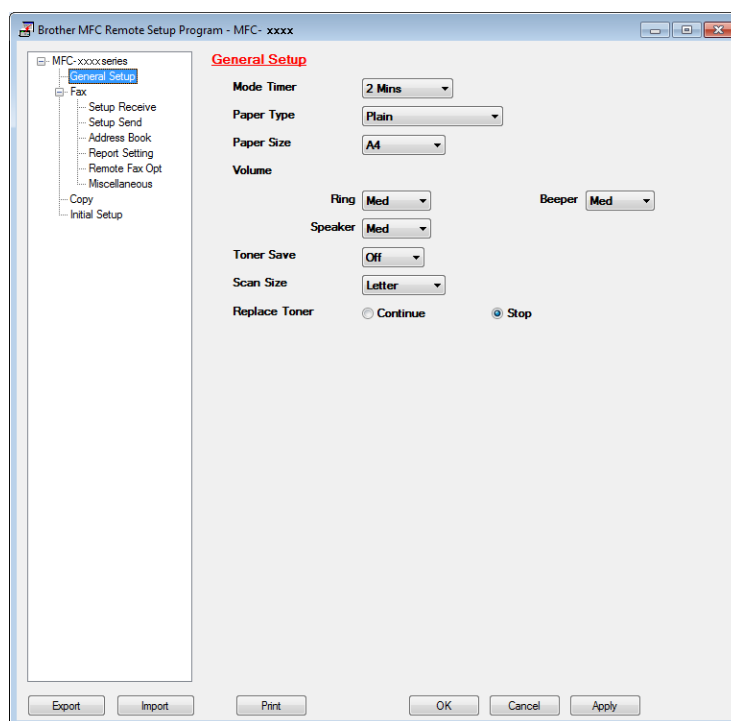 Brother MFC Remote Setup Program - MFC- xxxx
MFC-xxxx series
General Setup
Fax
Setup Receive
Setup Send
Address Book
Report Setting
Remote Fax Opt
Miscellaneous
Copy
Initial Setup
General Setup
Mode Timer 2 Mins
Paper Type Plain
Paper Size A4
Volume
Ring Med Beeper Med
Speaker Med
Toner Save Off
Scan Size Letter
Replace Toner Continue Stop
Export Import Print OK Cancel Apply